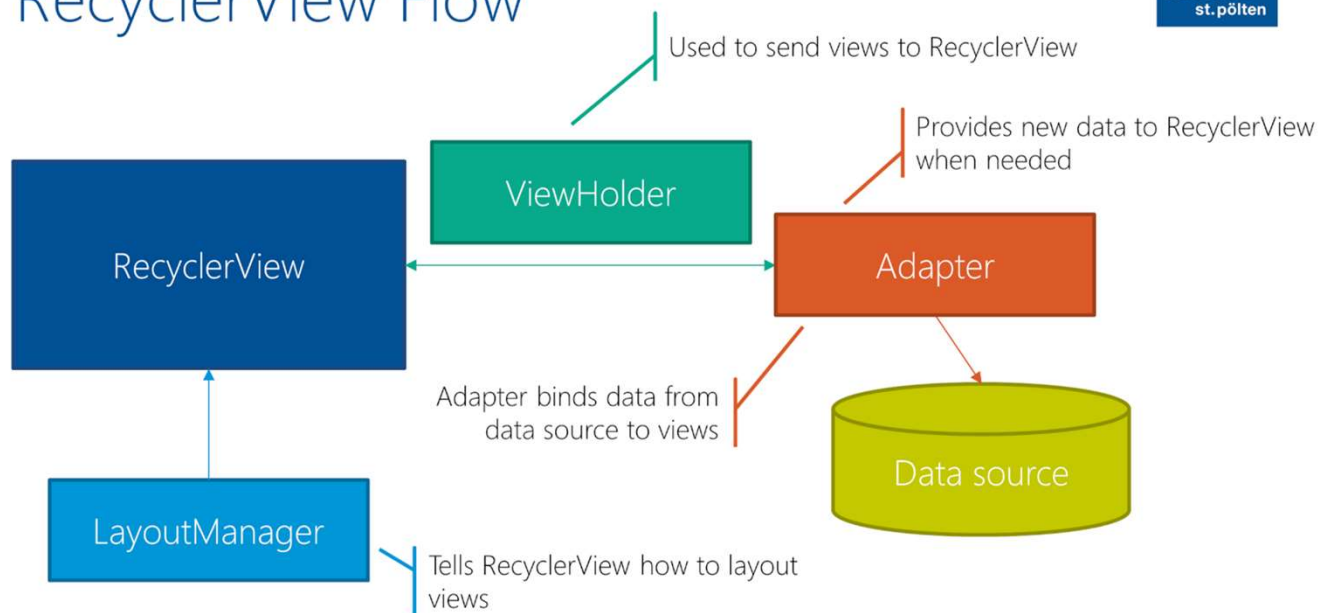 RecyclerView How
st.pölten
Used to send views to RecyclerView
Provides new data to RecyclerView
when needed
ViewHolder
RecyclerView
Adapter
Adapter binds data from
data source to views
Data source
LayoutManager
Tells RecyclerView how to layout
views